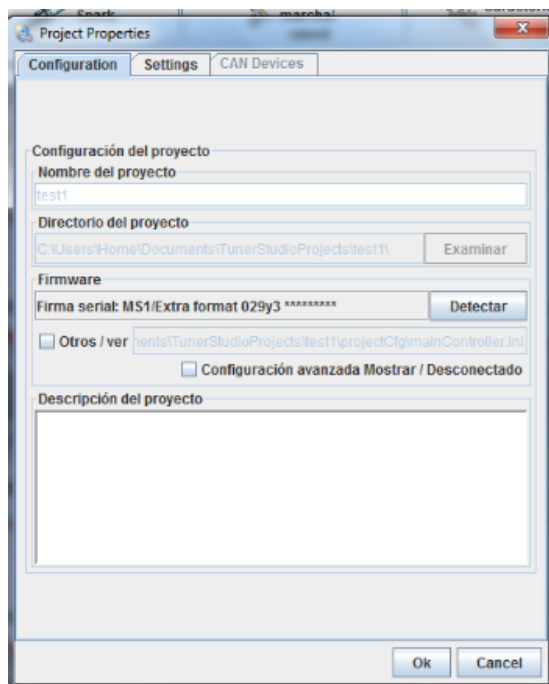 Spark
marcha/
Project Properties
Configuration Settings CAN Devices
Configuración del proyecto
Nombre del proyecto
test1
Directorio del proyecto
C:\Users\Home\Documents\TunerStudioProjects\test1\ Examinar
Firmware
Firma serial: MS1/Extra format 029y3 ********* Detectar
Otros / ver nents\TunerStudioProjects\test1\projectCfg\mainController.ini
Configuración avanzada Mostrar / Desconectado
Descripción del proyecto
Ok Cancel